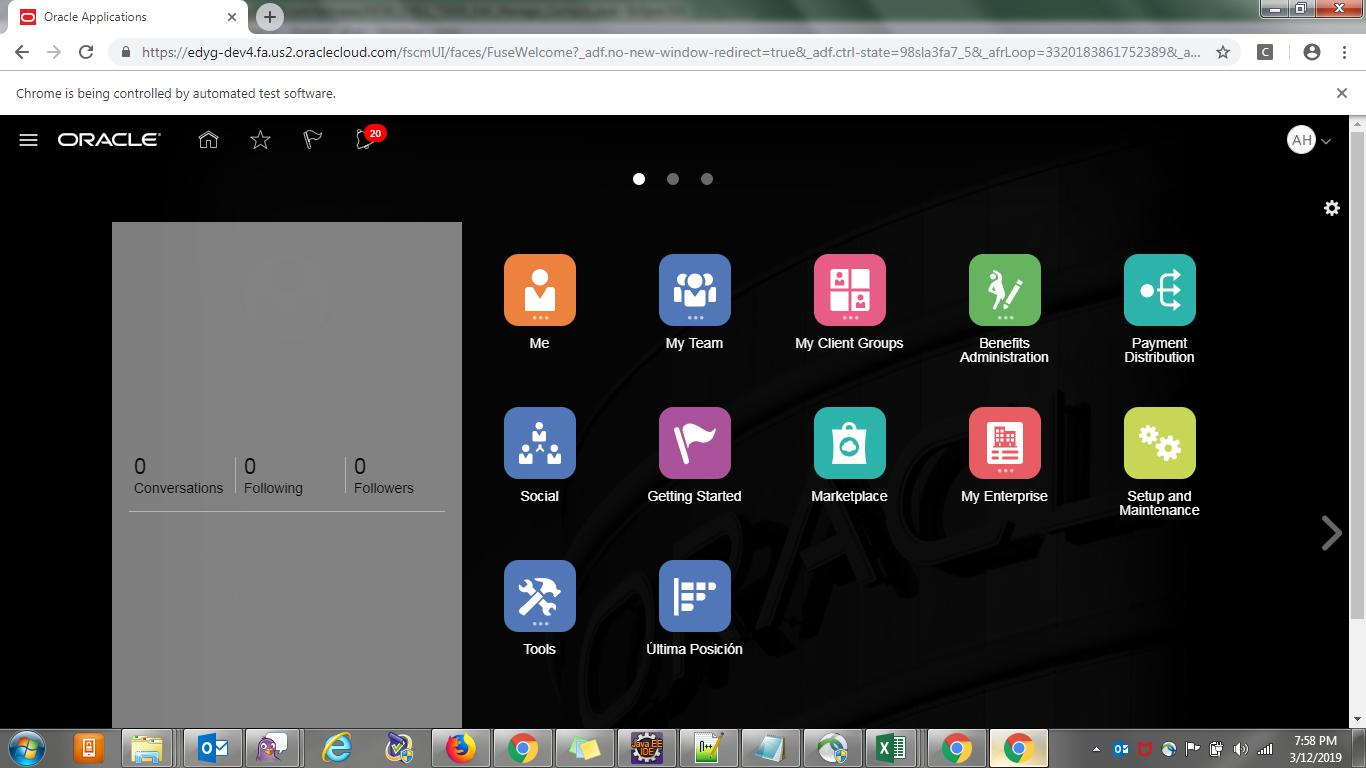 Oracle Applications
https://edyg-dev4.fa.us2.oraclecloud.com/fscmUI/faces/FuseWelcome?_adf.no-new-window-redirect=true&_adf.ctrl-state=98sla3fa7_5&_afrLoop=3320183861752389&_a...
C
Chrome is being controlled by automated test software.
ORACLE
20
AH
Me
My Team
My Client Groups
Benefits
Administration
Payment
Distribution
0
Conversations
0
Following
0
Followers
Social
Getting Started
Marketplace
My Enterprise
Setup and
Maintenance
Tools
Última Posición
ORACL
Java EE
IDE
7:58 PM
3/12/2019